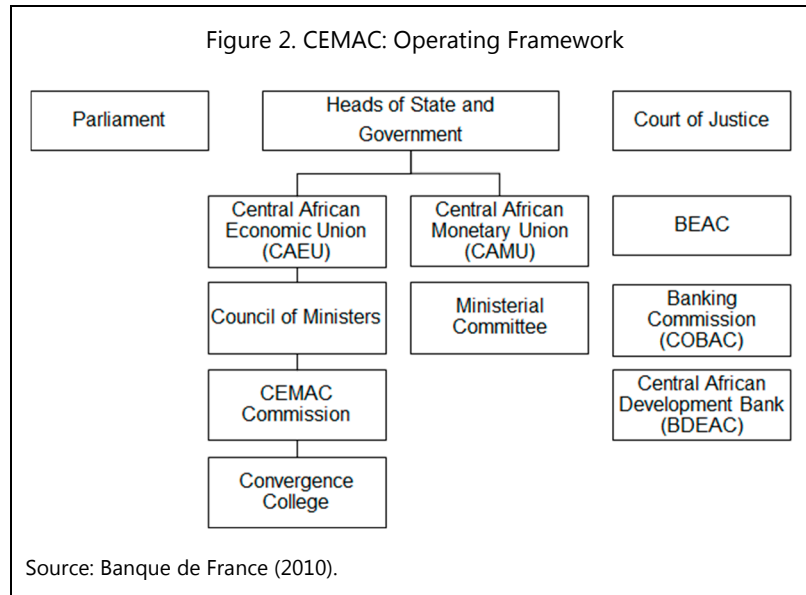 Figure 2. CEMAC: Operating Framework
Parliament
Heads of State and
Government
Court of Justice
Central African
Economic Union
(CAEU)
Central African
Monetary Union
(CAMU)
BEAC
Council of Ministers
Ministerial
Committee
Banking
Commission
(COBAC)
CEMAC
Commission
Central African
Development Bank
(BDEAC)
Convergence
College
Source: Banque de France (2010).